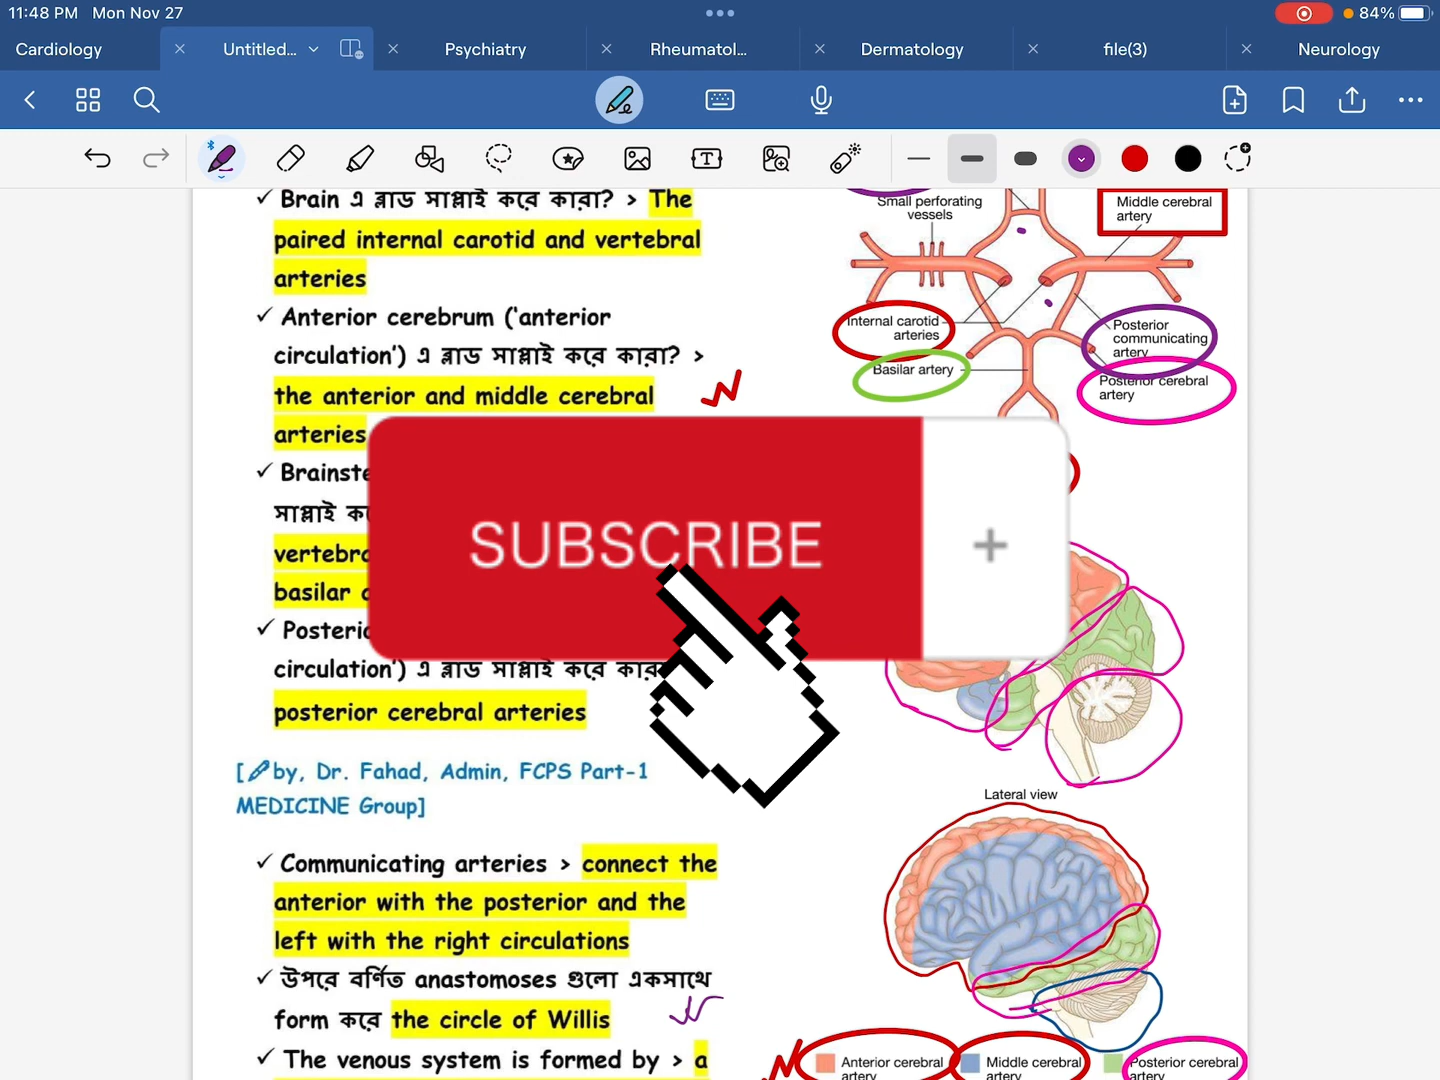 11:48 PM Mon Nov 27
84%
Cardiology
Untitled...
Psychiatry
Rheumatol...
Dermatology
file(3)
Neurology
✓ Brain এ ব্লাড সাপ্লাই করে কারা? > The
paired internal carotid and vertebral
arteries
✓ Anterior cerebrum ('anterior
circulation') এ ব্লাড সাপ্লাই করে কারা? >
the anterior and middle cerebral
arteries
সাপ্লাই
basilar
circulation') এ ব্লাড সাপ্লাই করে
posterior cerebral arteries
[by, Dr. Fahad, Admin, FCPS Part-1
MEDICINE Group]
✓ Communicating arteries > connect the
anterior with the posterior and the
left with the right circulations
✓ উপরে বর্ণিত anastomoses গুলো একসাথে
form করে the circle of Willis
✓ The venous system is formed by > a
Small perforating
vessels
Middle cerebral
artery
Internal carotid
arteries
Basilar artery
Posterior
communicating
artery
Posterior cerebral
artery
SUBSCRIBE +
Lateral view
Anterior cerebral
artery
Middle cerebral
artery
Posterior cerebral
artery